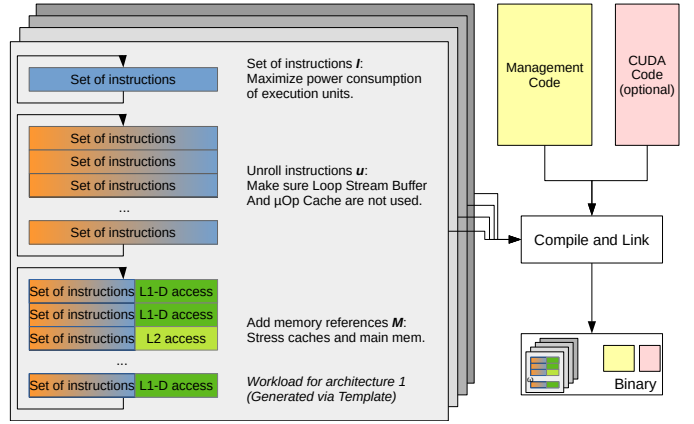 Set of instructions
Set of instructions I:
Maximize power consumption
of execution units.
Set of instructions
Set of instructions
Set of instructions
...
Set of instructions
Unroll instructions u:
Make sure Loop Stream Buffer
And µOp Cache are not used.
Set of instructions L1-D access
Set of instructions L1-D access
Set of instructions L2 access
...
Set of instructions L1-D access
Add memory references M:
Stress caches and main mem.
Workload for architecture 1
(Generated via Template)
Management
Code
CUDA
Code
(optional)
Compile and Link
ω
Binary